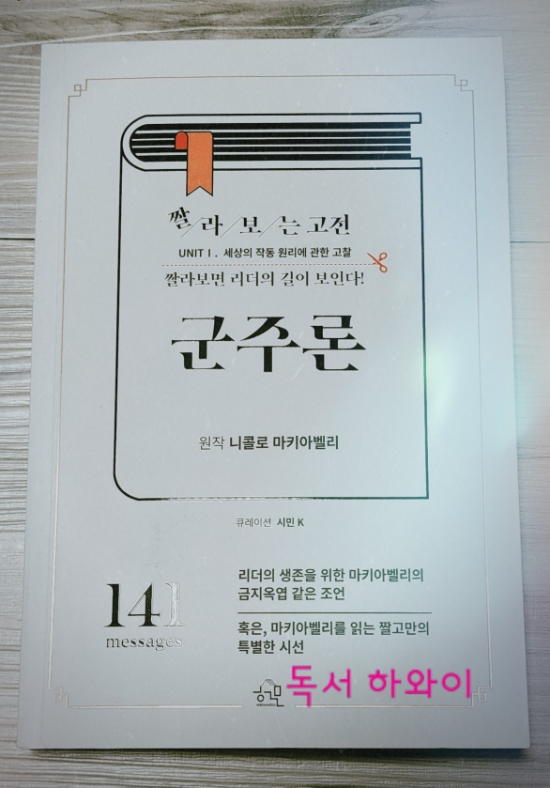 짤라보는 고전
UNIT I. 세상의 작동 원리에 관한 고찰
짤라보면 리더의 길이 보인다!
군주론
원작 니콜로 마키아벨리
큐레이션 시민 K
141
messages
리더의 생존을 위한 마키아벨리의
금지옥엽 같은 조언
혹은, 마키아벨리를 읽는 짤고만의
특별한 시선
독서 하와이